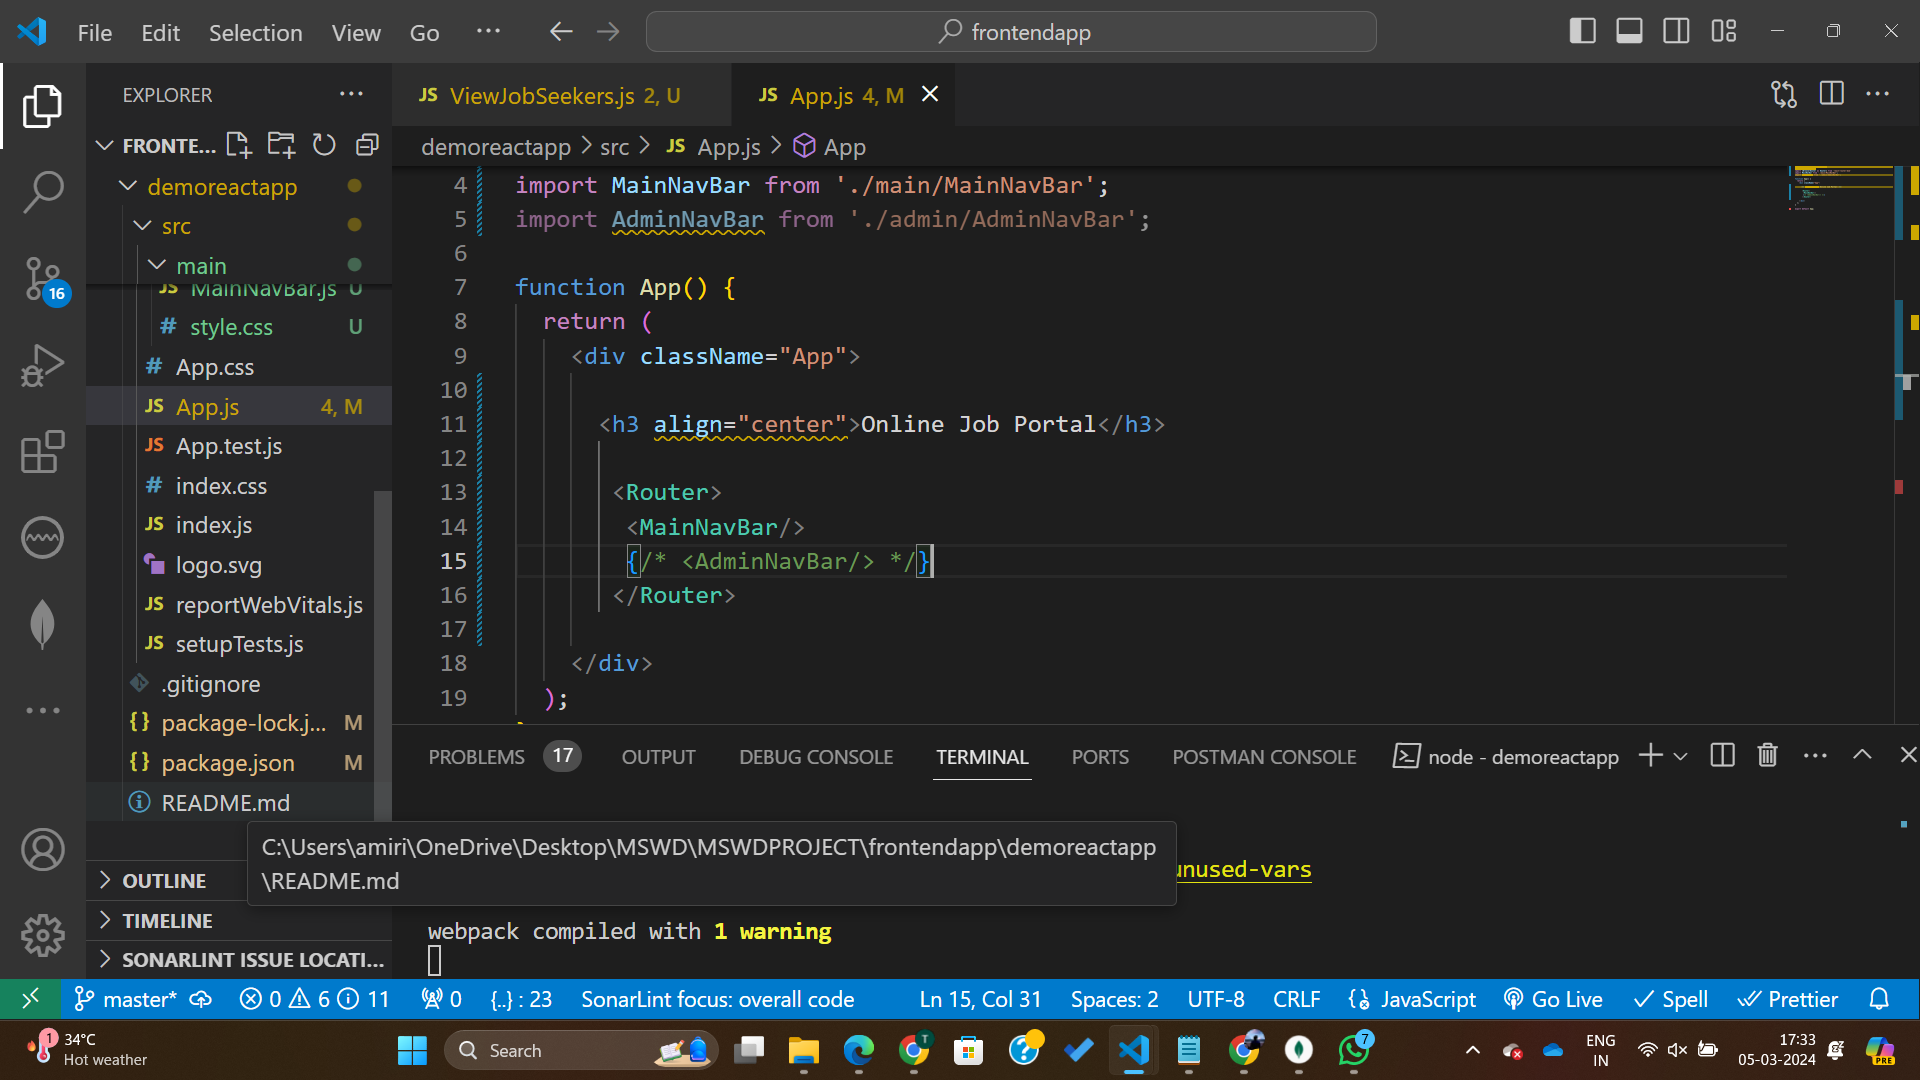 File Edit Selection View Go ···
frontendapp
EXPLORER ···
JS ViewJobSeekers.js 2, U
JS App.js 4, M
FRONTE...
demoreactapp > src > JS App.js > App
demoreactapp
src
main
JS MainNavBar.js U
# style.css U
# App.css
JS App.js 4, M
JS App.test.js
# index.css
JS index.js
logo.svg
JS reportWebVitals.js
JS setupTests.js
.gitignore
{} package-lock.j... M
{} package.json M
README.md
OUTLINE
TIMELINE
SONARLINT ISSUE LOCATI...
16
4 import MainNavBar from './main/MainNavBar';
5 import AdminNavBar from './admin/AdminNavBar';
6
7 function App() {
8 return (
9 <div className="App">
10
11 <h3 align="center">Online Job Portal</h3>
12
13 <Router>
14 <MainNavBar/>
15 {/* <AdminNavBar/> */}
16 </Router>
17
18 </div>
19 );
PROBLEMS 17 OUTPUT DEBUG CONSOLE TERMINAL PORTS POSTMAN CONSOLE node - demoreactapp
C:\Users\amiri\OneDrive\Desktop\MSWD\MSWDPROJECT\frontendapp\demoreactapp
\README.md
unused-vars
webpack compiled with 1 warning
master* 0 6 11 0 {..} : 23 SonarLint focus: overall code Ln 15, Col 31 Spaces: 2 UTF-8 CRLF JavaScript Go Live Spell Prettier
1 34°C
Hot weather
Search
T
7
PRE
ENG
IN
17:33
05-03-2024